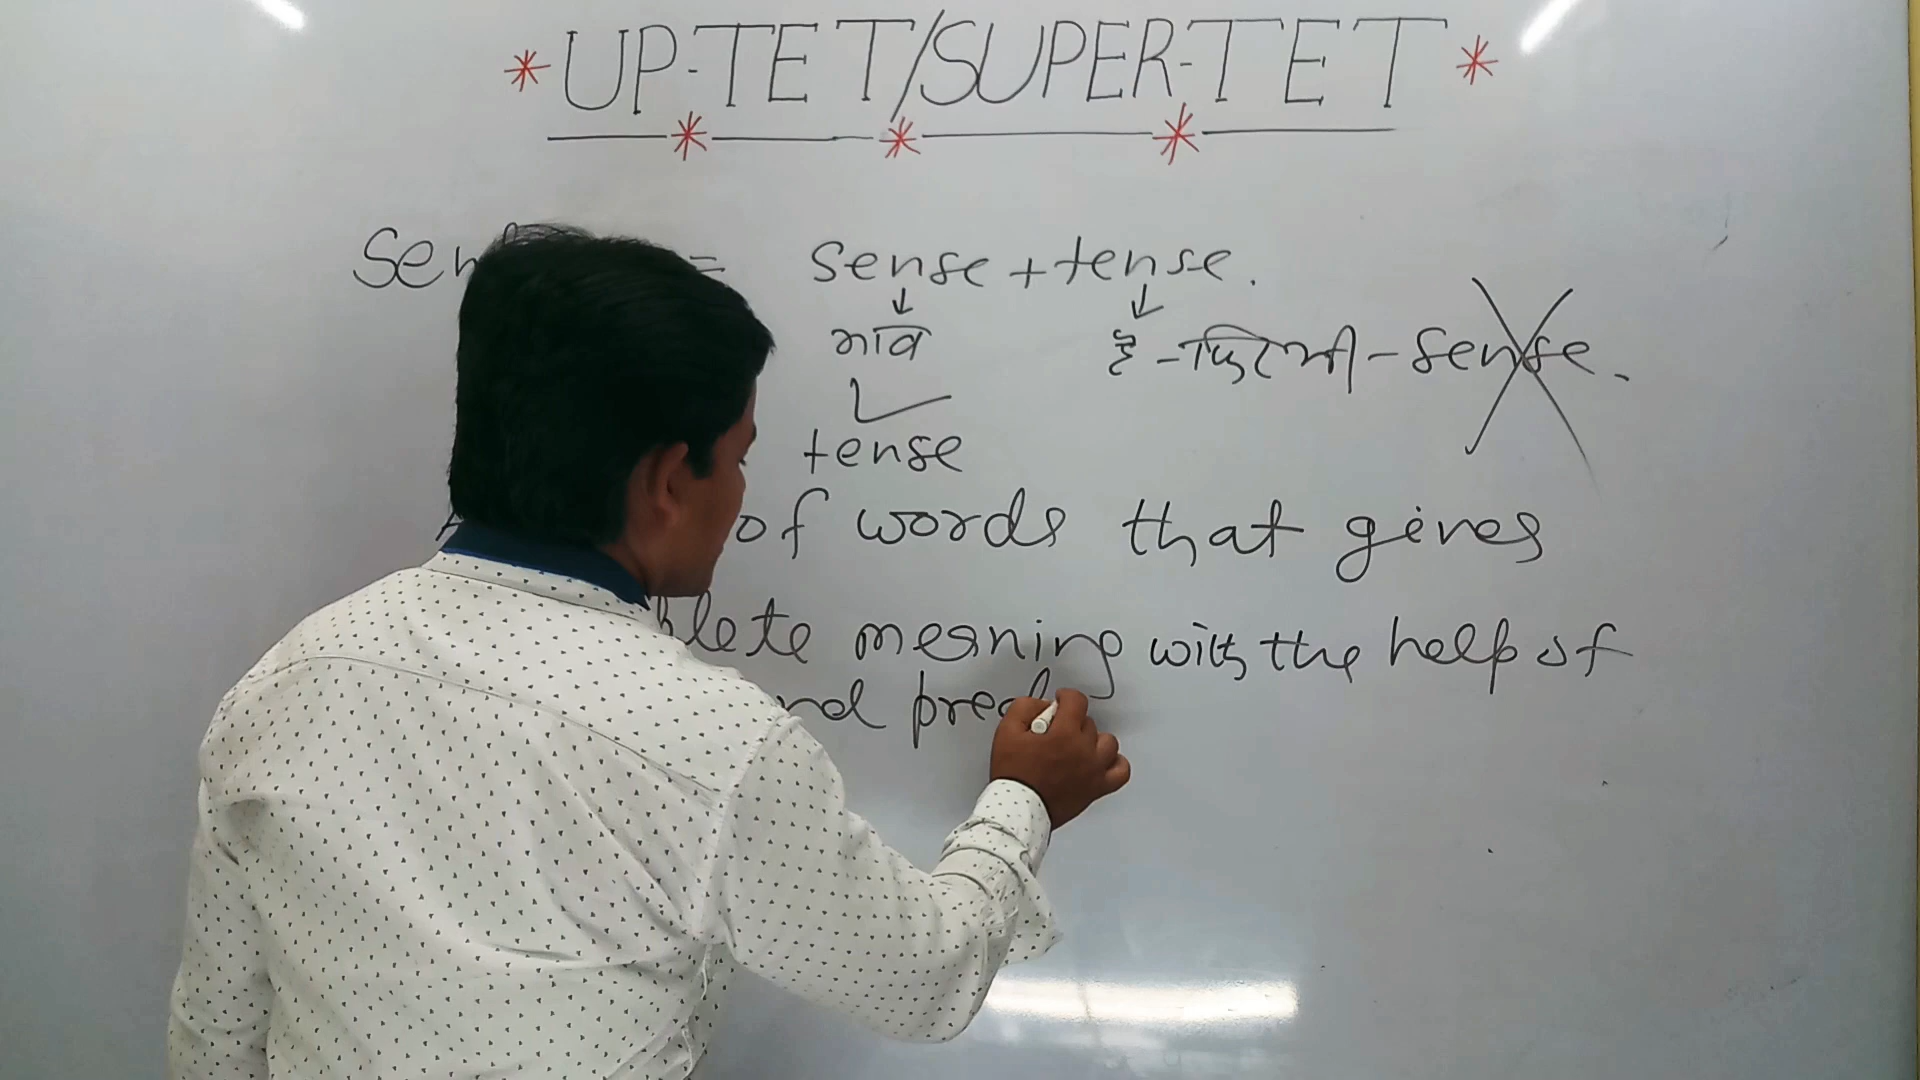 * UP-TET/SUPER-TET *
* * *
Sen = Sense + tense.
↓ ↓
भाव है - - Sense.
tense
of words that gives
plete meaning with the help of
nd pred